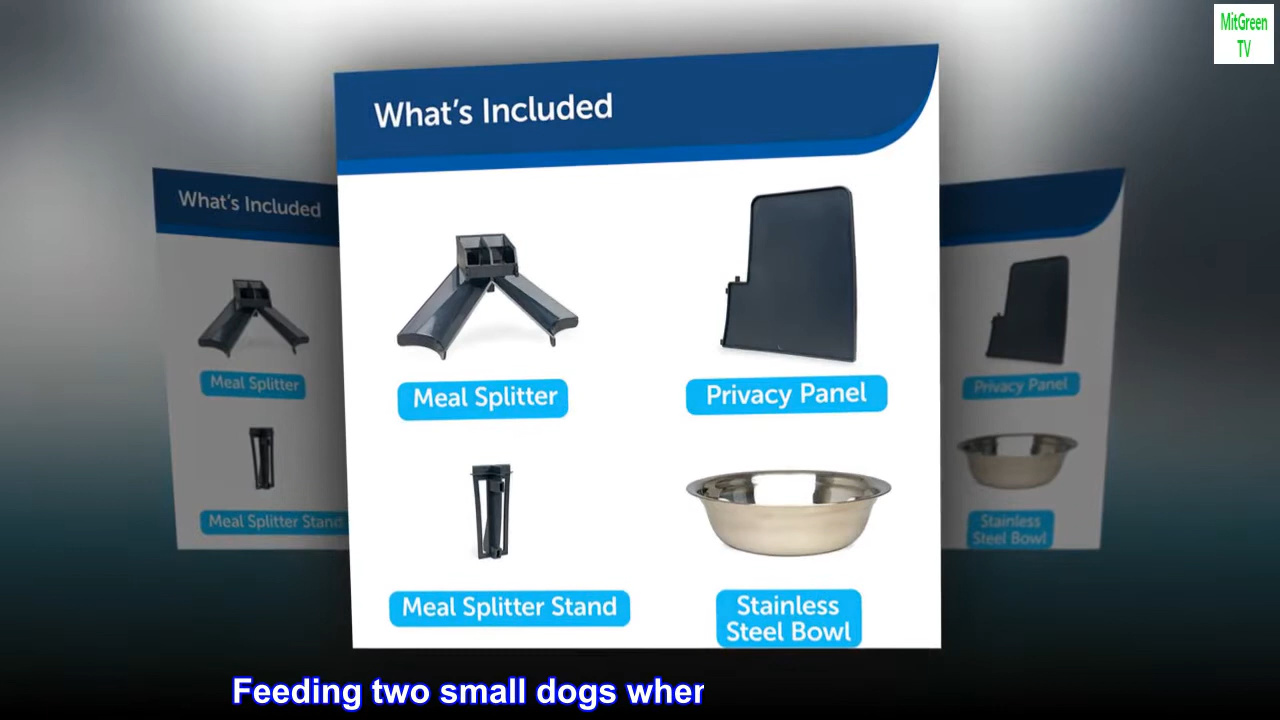 MitGreen
TV
What's Included
What's Included
Meal Splitter
Privacy Panel
Meal Splitter
Privacy Panel
Meal Splitter Stand
Stainless
Steel Bowl
Meal Splitter Stand
Stainless
Steel Bowl
Feeding two small dogs wher